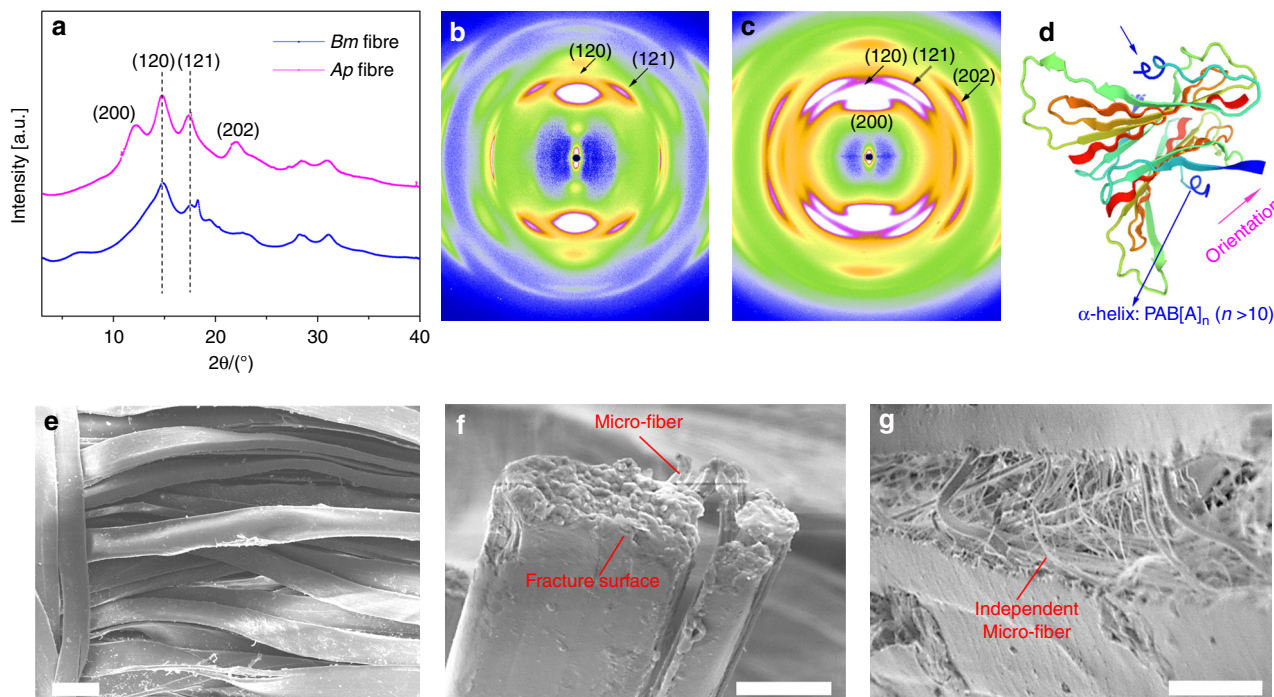 a
Bm fibre
Ap fibre
(120) (121)
(200)
(202)
Intensity [a.u.]
10 20 30 40
2θ/(°)
b
(120)
(121)
c
(120)
(121)
(202)
(200)
d
Orientation
α-helix: PAB[A]n (n >10)
e
f
Micro-fiber
Fracture surface
g
Independent
Micro-fiber